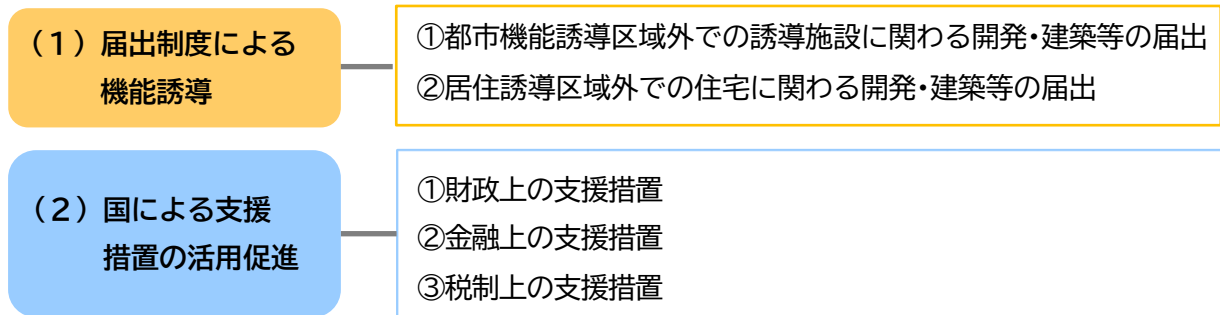 （１）届出制度による
機能誘導
①都市機能誘導区域外での誘導施設に関わる開発・建築等の届出
②居住誘導区域外での住宅に関わる開発・建築等の届出
（２）国による支援
措置の活用促進
①財政上の支援措置
②金融上の支援措置
③税制上の支援措置